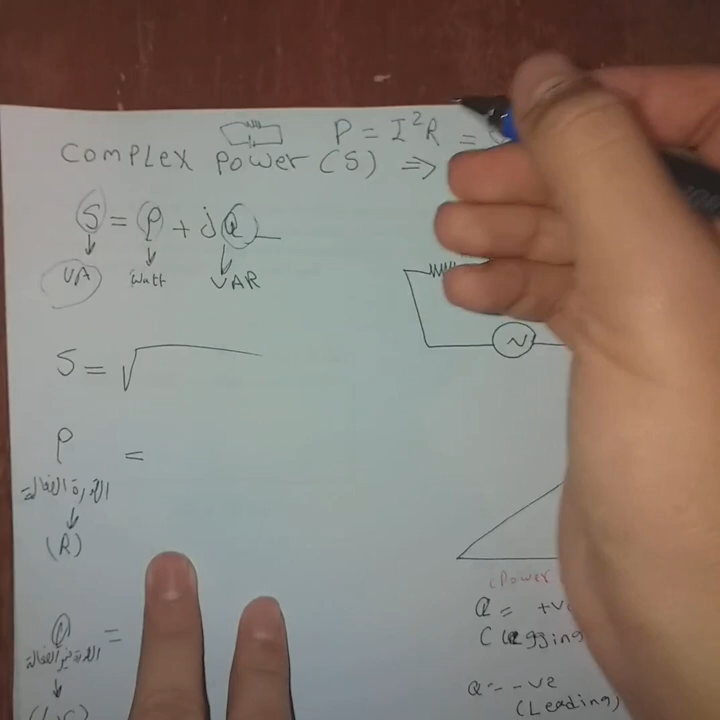 P = I²R =
Complex Power (S) ⇒
S = P + jQ
VA Watt VAR
S = √
P =
القدرة الفعالة
(R)
Q =
القدرة غير الفعالة
(Power
Q = +ve
(Lagging
Q = -ve
(Leading)